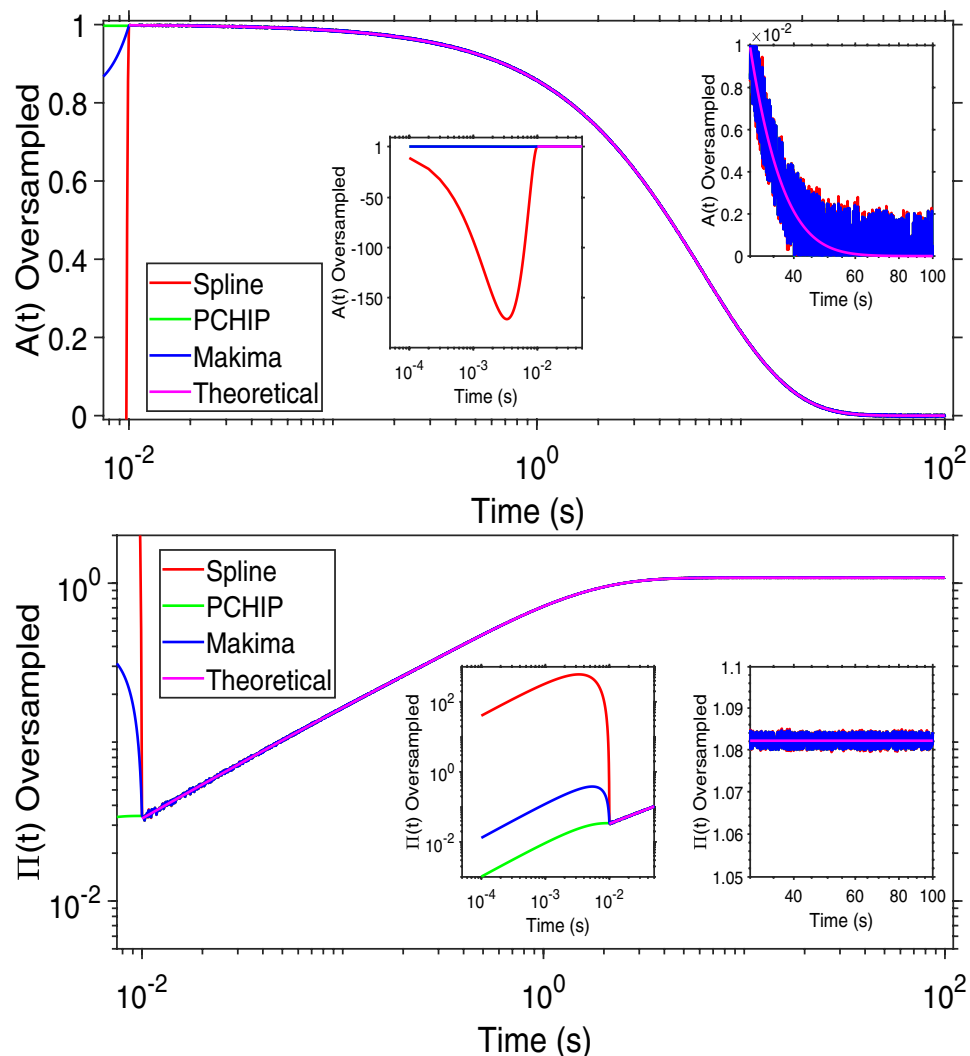 A(t) Oversampled
1
0.8
0.6
0.4
0.2
0
10^-2
10^0
10^2
Time (s)
Spline
PCHIP
Makima
Theoretical
A(t) Oversampled
1
-50
-100
-150
10^-4
10^-3
10^-2
Time (s)
×10^-2
A(t) Oversampled
1
0.8
0.6
0.4
0.2
0
40
60
80
100
Time (s)
Π(t) Oversampled
10^0
10^-2
10^-2
10^0
10^2
Time (s)
Spline
PCHIP
Makima
Theoretical
Π(t) Oversampled
10^2
10^0
10^-2
10^-4
10^-3
10^-2
Time (s)
Π(t) Oversampled
1.1
1.09
1.08
1.07
1.06
1.05
40
60
80
100
Time (s)